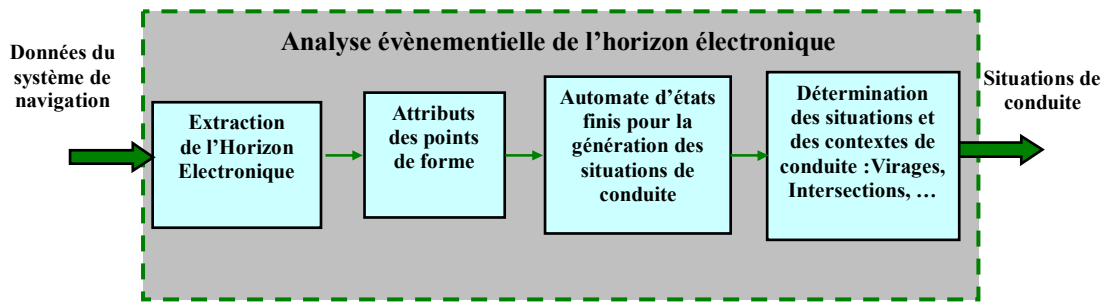 Analyse évènementielle de l'horizon électronique
Données du
système de
navigation
Extraction
de l'Horizon
Electronique
Attributs
des points
de forme
Automate d'états
finis pour la
génération des
situations de
conduite
Détermination
des situations et
des contextes de
conduite :Virages,
Intersections, …
Situations de
conduite